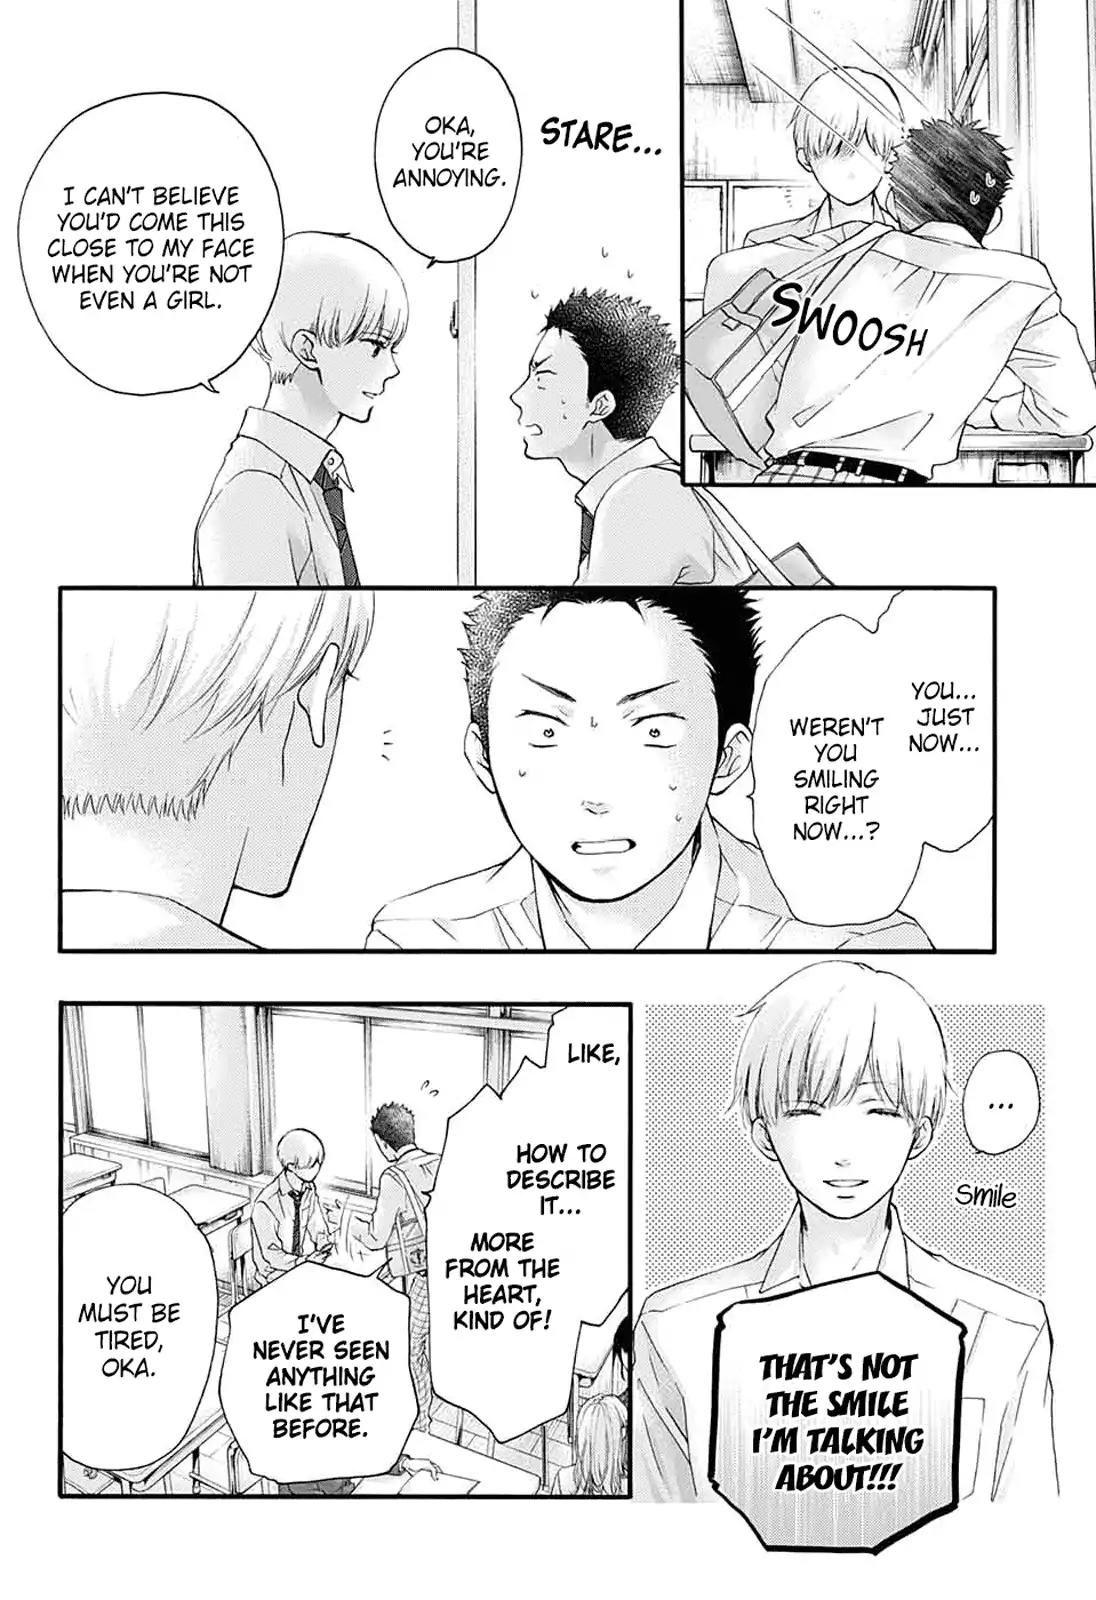 SWOOSH
STARE...
OKA,
YOU'RE
ANNOYING.
I CAN'T BELIEVE
YOU'D COME THIS
CLOSE TO MY FACE
WHEN YOU'RE NOT
EVEN A GIRL.
YOU...
JUST
NOW...
WEREN'T
YOU
SMILING
RIGHT
NOW...?
...
Smile
THAT'S NOT
THE SMILE
I'M TALKING
ABOUT!!!
LIKE,
HOW TO
DESCRIBE
IT...
MORE
FROM THE
HEART,
KIND OF!
I'VE
NEVER SEEN
ANYTHING
LIKE THAT
BEFORE.
YOU
MUST BE
TIRED,
OKA.